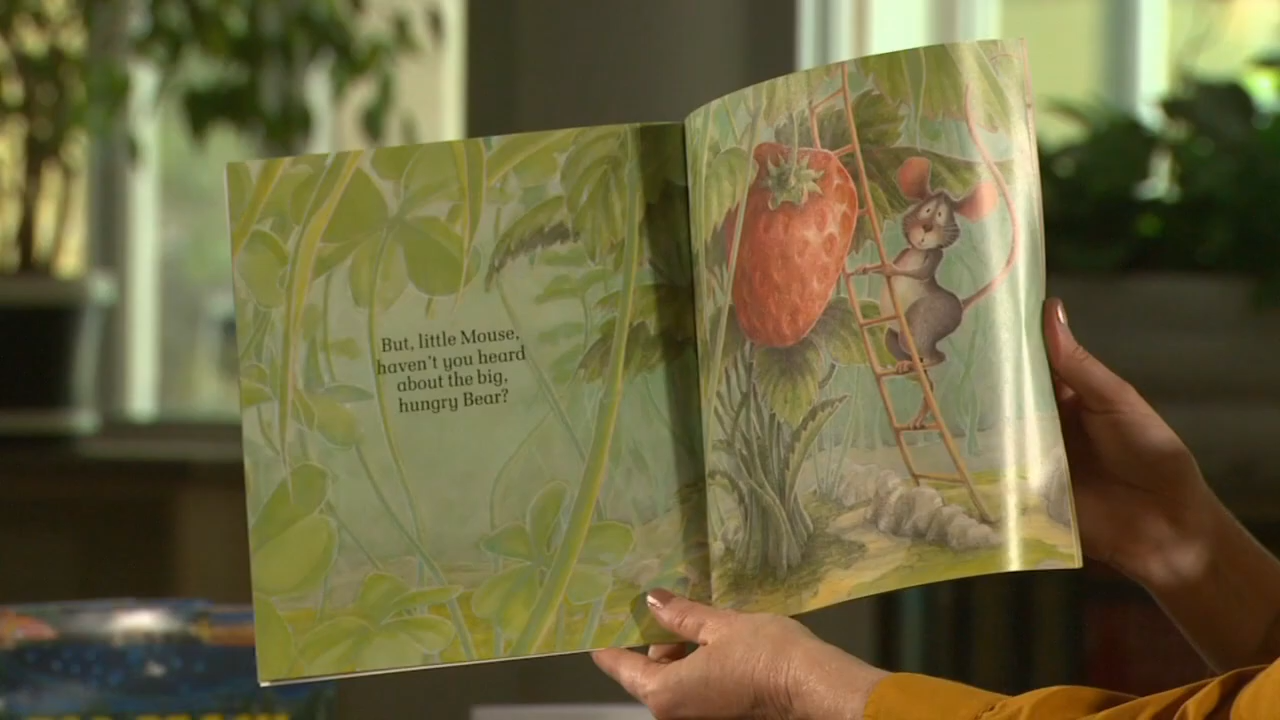 But, little Mouse,
haven't you heard
about the big,
hungry Bear?